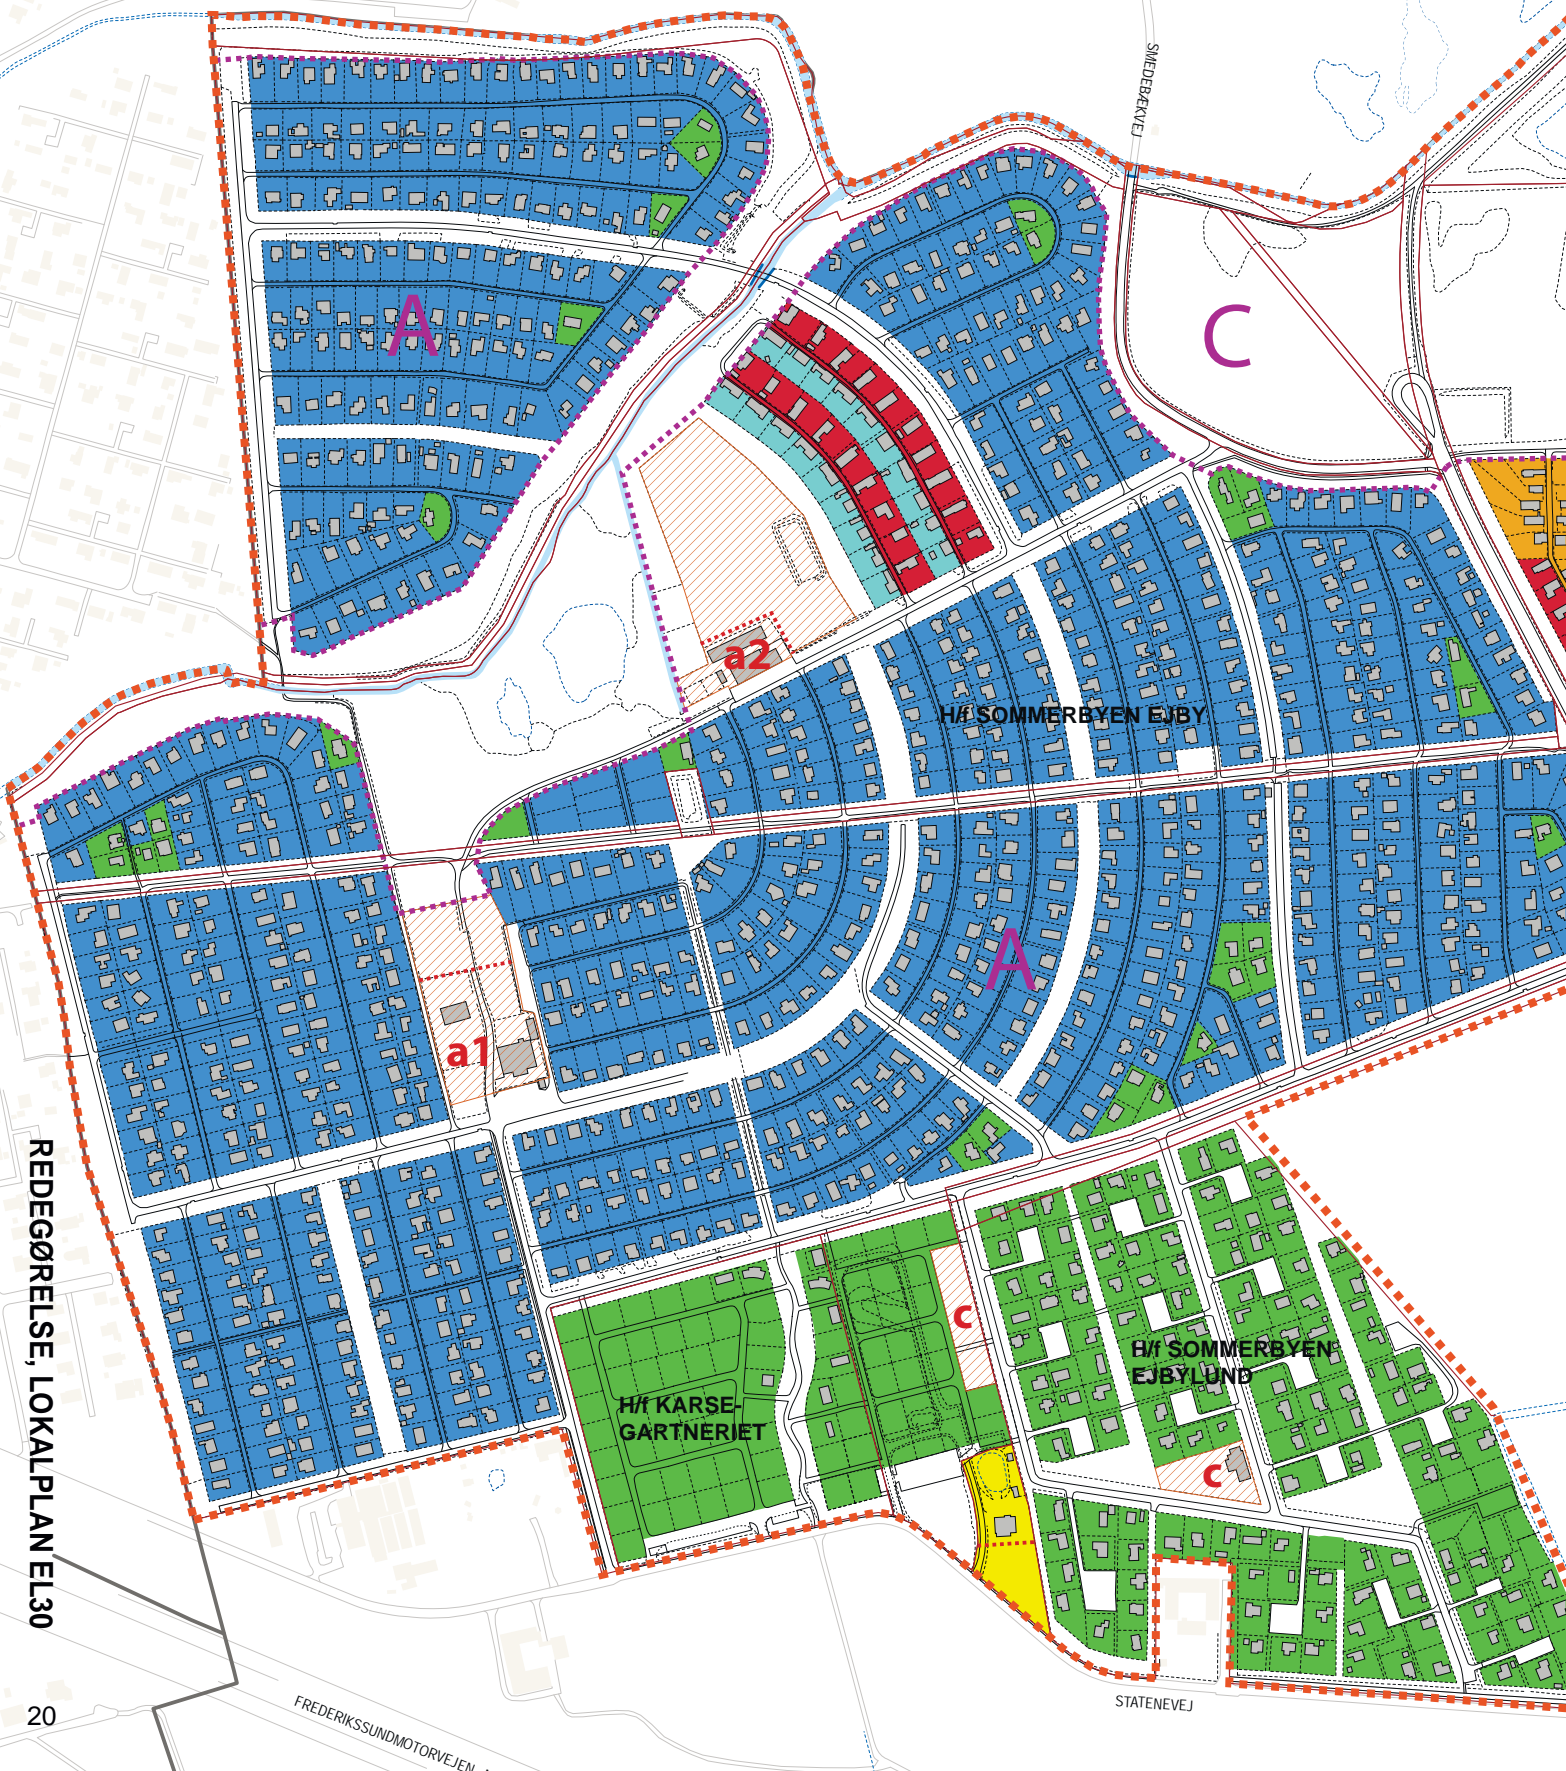 SMEDEBÆKVEJ
A
C
a2
H/f SOMMERBYEN EJBY
A
a1
c
H/f SOMMERBYEN
EJBYLUND
H/f KARSE-
GARTNERIET
c
REDEGØRELSE, LOKALPLAN EL30
20
FREDERIKSSUNDMOTORVEJEN
STATENEVEJ